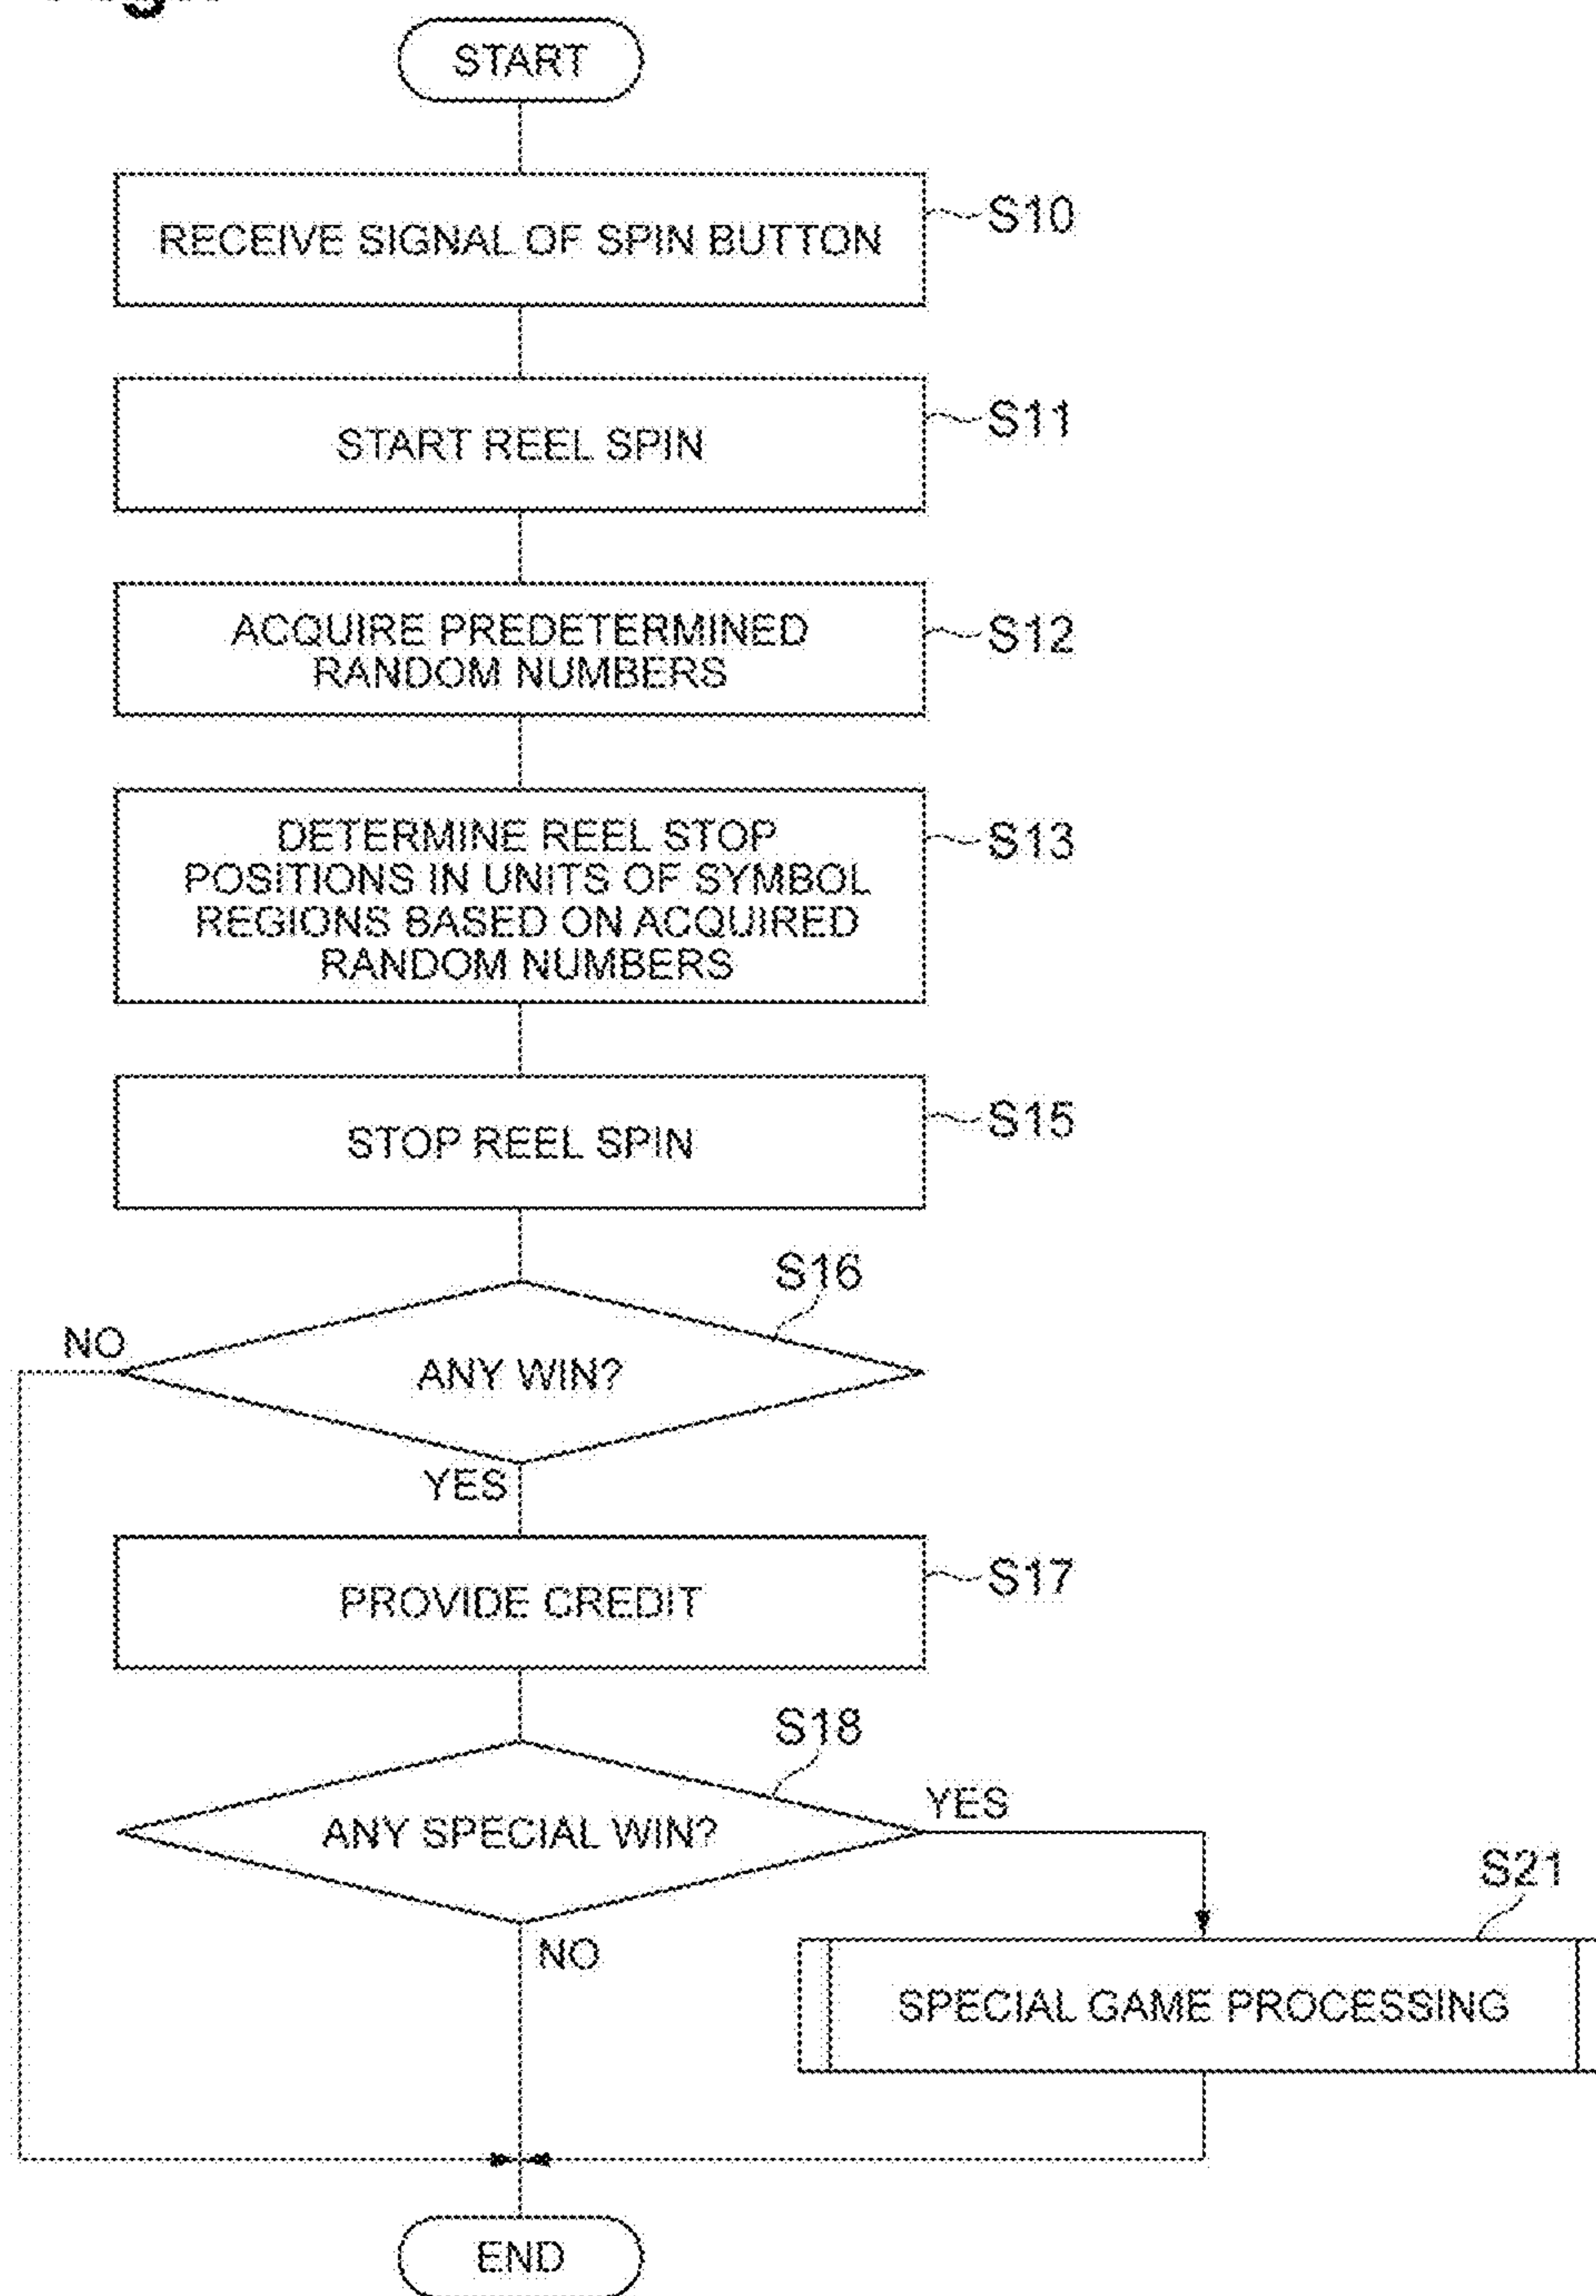 START
RECEIVE SIGNAL OF SPIN BUTTON
S10
START REEL SPIN
S11
ACQUIRE PREDETERMINED
RANDOM NUMBERS
S12
DETERMINE REEL STOP
POSITIONS IN UNITS OF SYMBOL
REGIONS BASED ON ACQUIRED
RANDOM NUMBERS
S13
STOP REEL SPIN
S15
S16
NO
ANY WIN?
YES
PROVIDE CREDIT
S17
S18
YES
ANY SPECIAL WIN?
S21
NO
SPECIAL GAME PROCESSING
END